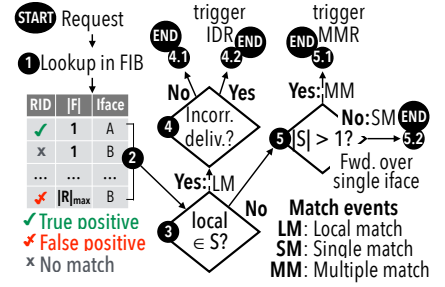 START Request
1 Lookup in FIB
RID |F| Iface
✓ 1 A
x 1 B
... ... ...
✗ |R|max B
✓ True positive
✗ False positive
x No match
2
3 local
∈ S?
Yes: LM
No
4 Incorr.
deliv.?
No Yes
END 4.1
trigger
IDR
END 4.2
5 |S| > 1?
Yes: MM
END 5.1
trigger
MMR
No: SM
END 5.2
Fwd. over
single iface
Match events
LM: Local match
SM: Single match
MM: Multiple match